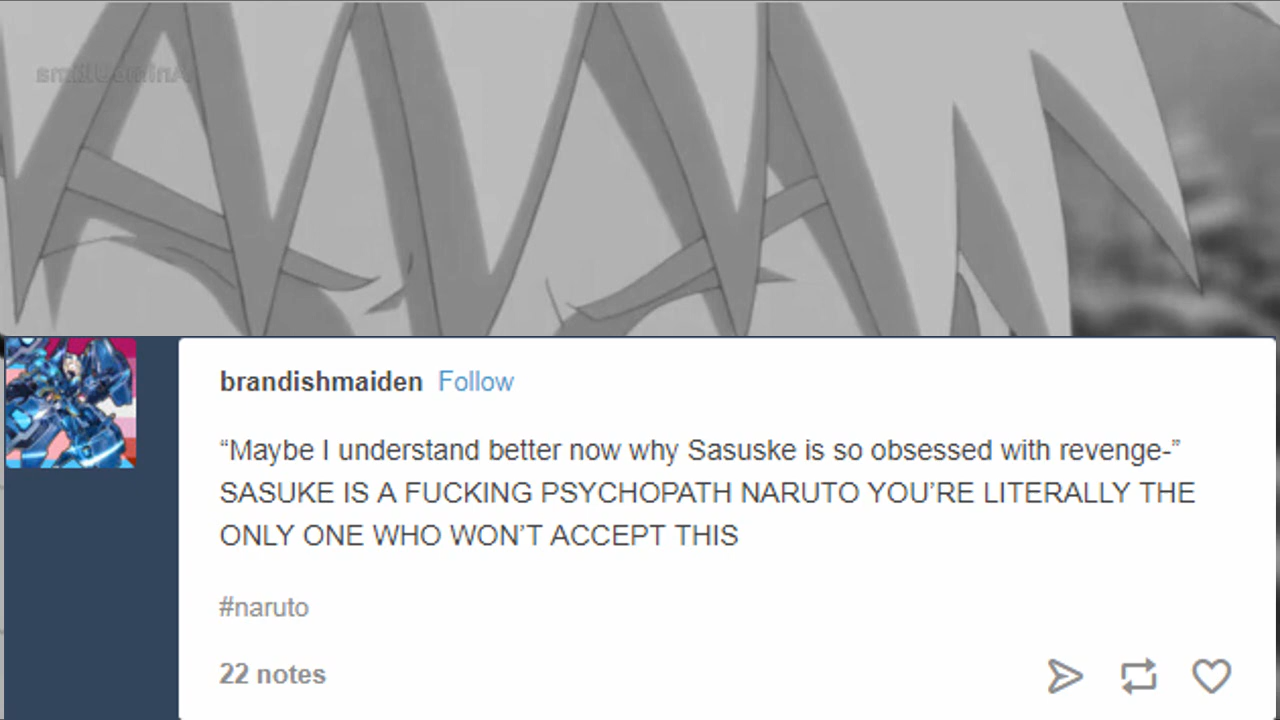 brandishmaiden Follow
“Maybe I understand better now why Sasuske is so obsessed with revenge-”
SASUKE IS A FUCKING PSYCHOPATH NARUTO YOU’RE LITERALLY THE
ONLY ONE WHO WON’T ACCEPT THIS
#naruto
22 notes